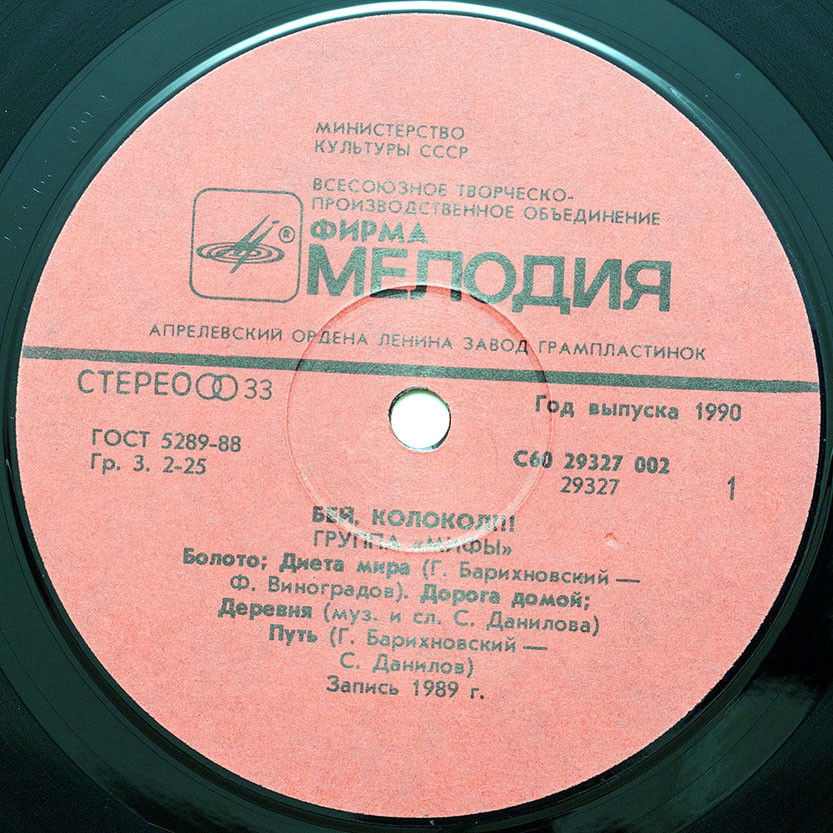 МИНИСТЕРСТВО
КУЛЬТУРЫ СССР
ВСЕСОЮЗНОЕ ТВОРЧЕСКО-
ПРОИЗВОДСТВЕННОЕ ОБЪЕДИНЕНИЕ
®
ФИРМА
МЕЛОДИЯ
АПРЕЛЕВСКИЙ ОРДЕНА ЛЕНИНА ЗАВОД ГРАМПЛАСТИНОК
СТЕРЕО 33
Год выпуска 1990
ГОСТ 5289-88
Гр. 3. 2-25
С60 29327 002
29327
1
БЕЙ, КОЛОКОЛ!!!
ГРУППА «МИФЫ»
Болото; Диета мира (Г. Барихновский —
Ф. Виноградов). Дорога домой;
Деревня (муз. и сл. С. Данилова)
Путь (Г. Барихновский —
С. Данилов)
Запись 1989 г.